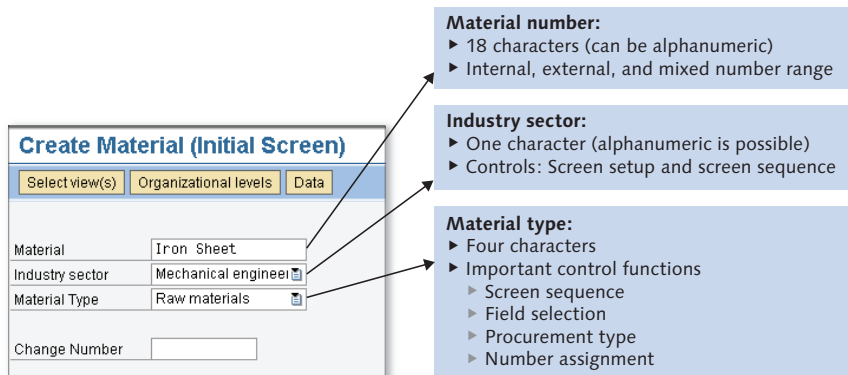 Create Material (Initial Screen)
Select view(s) Organizational levels Data
Material Iron Sheet
Industry sector Mechanical engineer
Material Type Raw materials
Change Number
Material number:
▶ 18 characters (can be alphanumeric)
▶ Internal, external, and mixed number range
Industry sector:
▶ One character (alphanumeric is possible)
▶ Controls: Screen setup and screen sequence
Material type:
▶ Four characters
▶ Important control functions
▶ Screen sequence
▶ Field selection
▶ Procurement type
▶ Number assignment